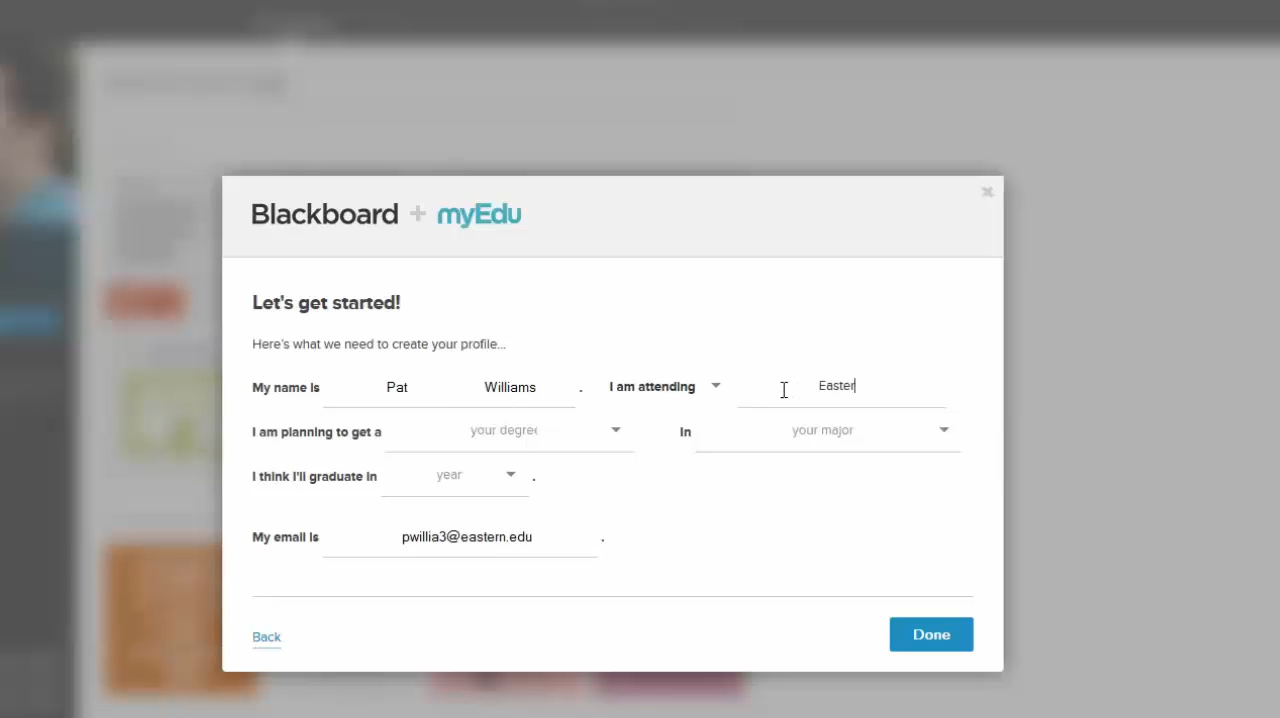 Blackboard + myEdu
Let's get started!
Here's what we need to create your profile...
My name is Pat Williams . I am attending Easter
I am planning to get a your degree In your major
I think I'll graduate in year .
My email is pwillia3@eastern.edu .
Back Done